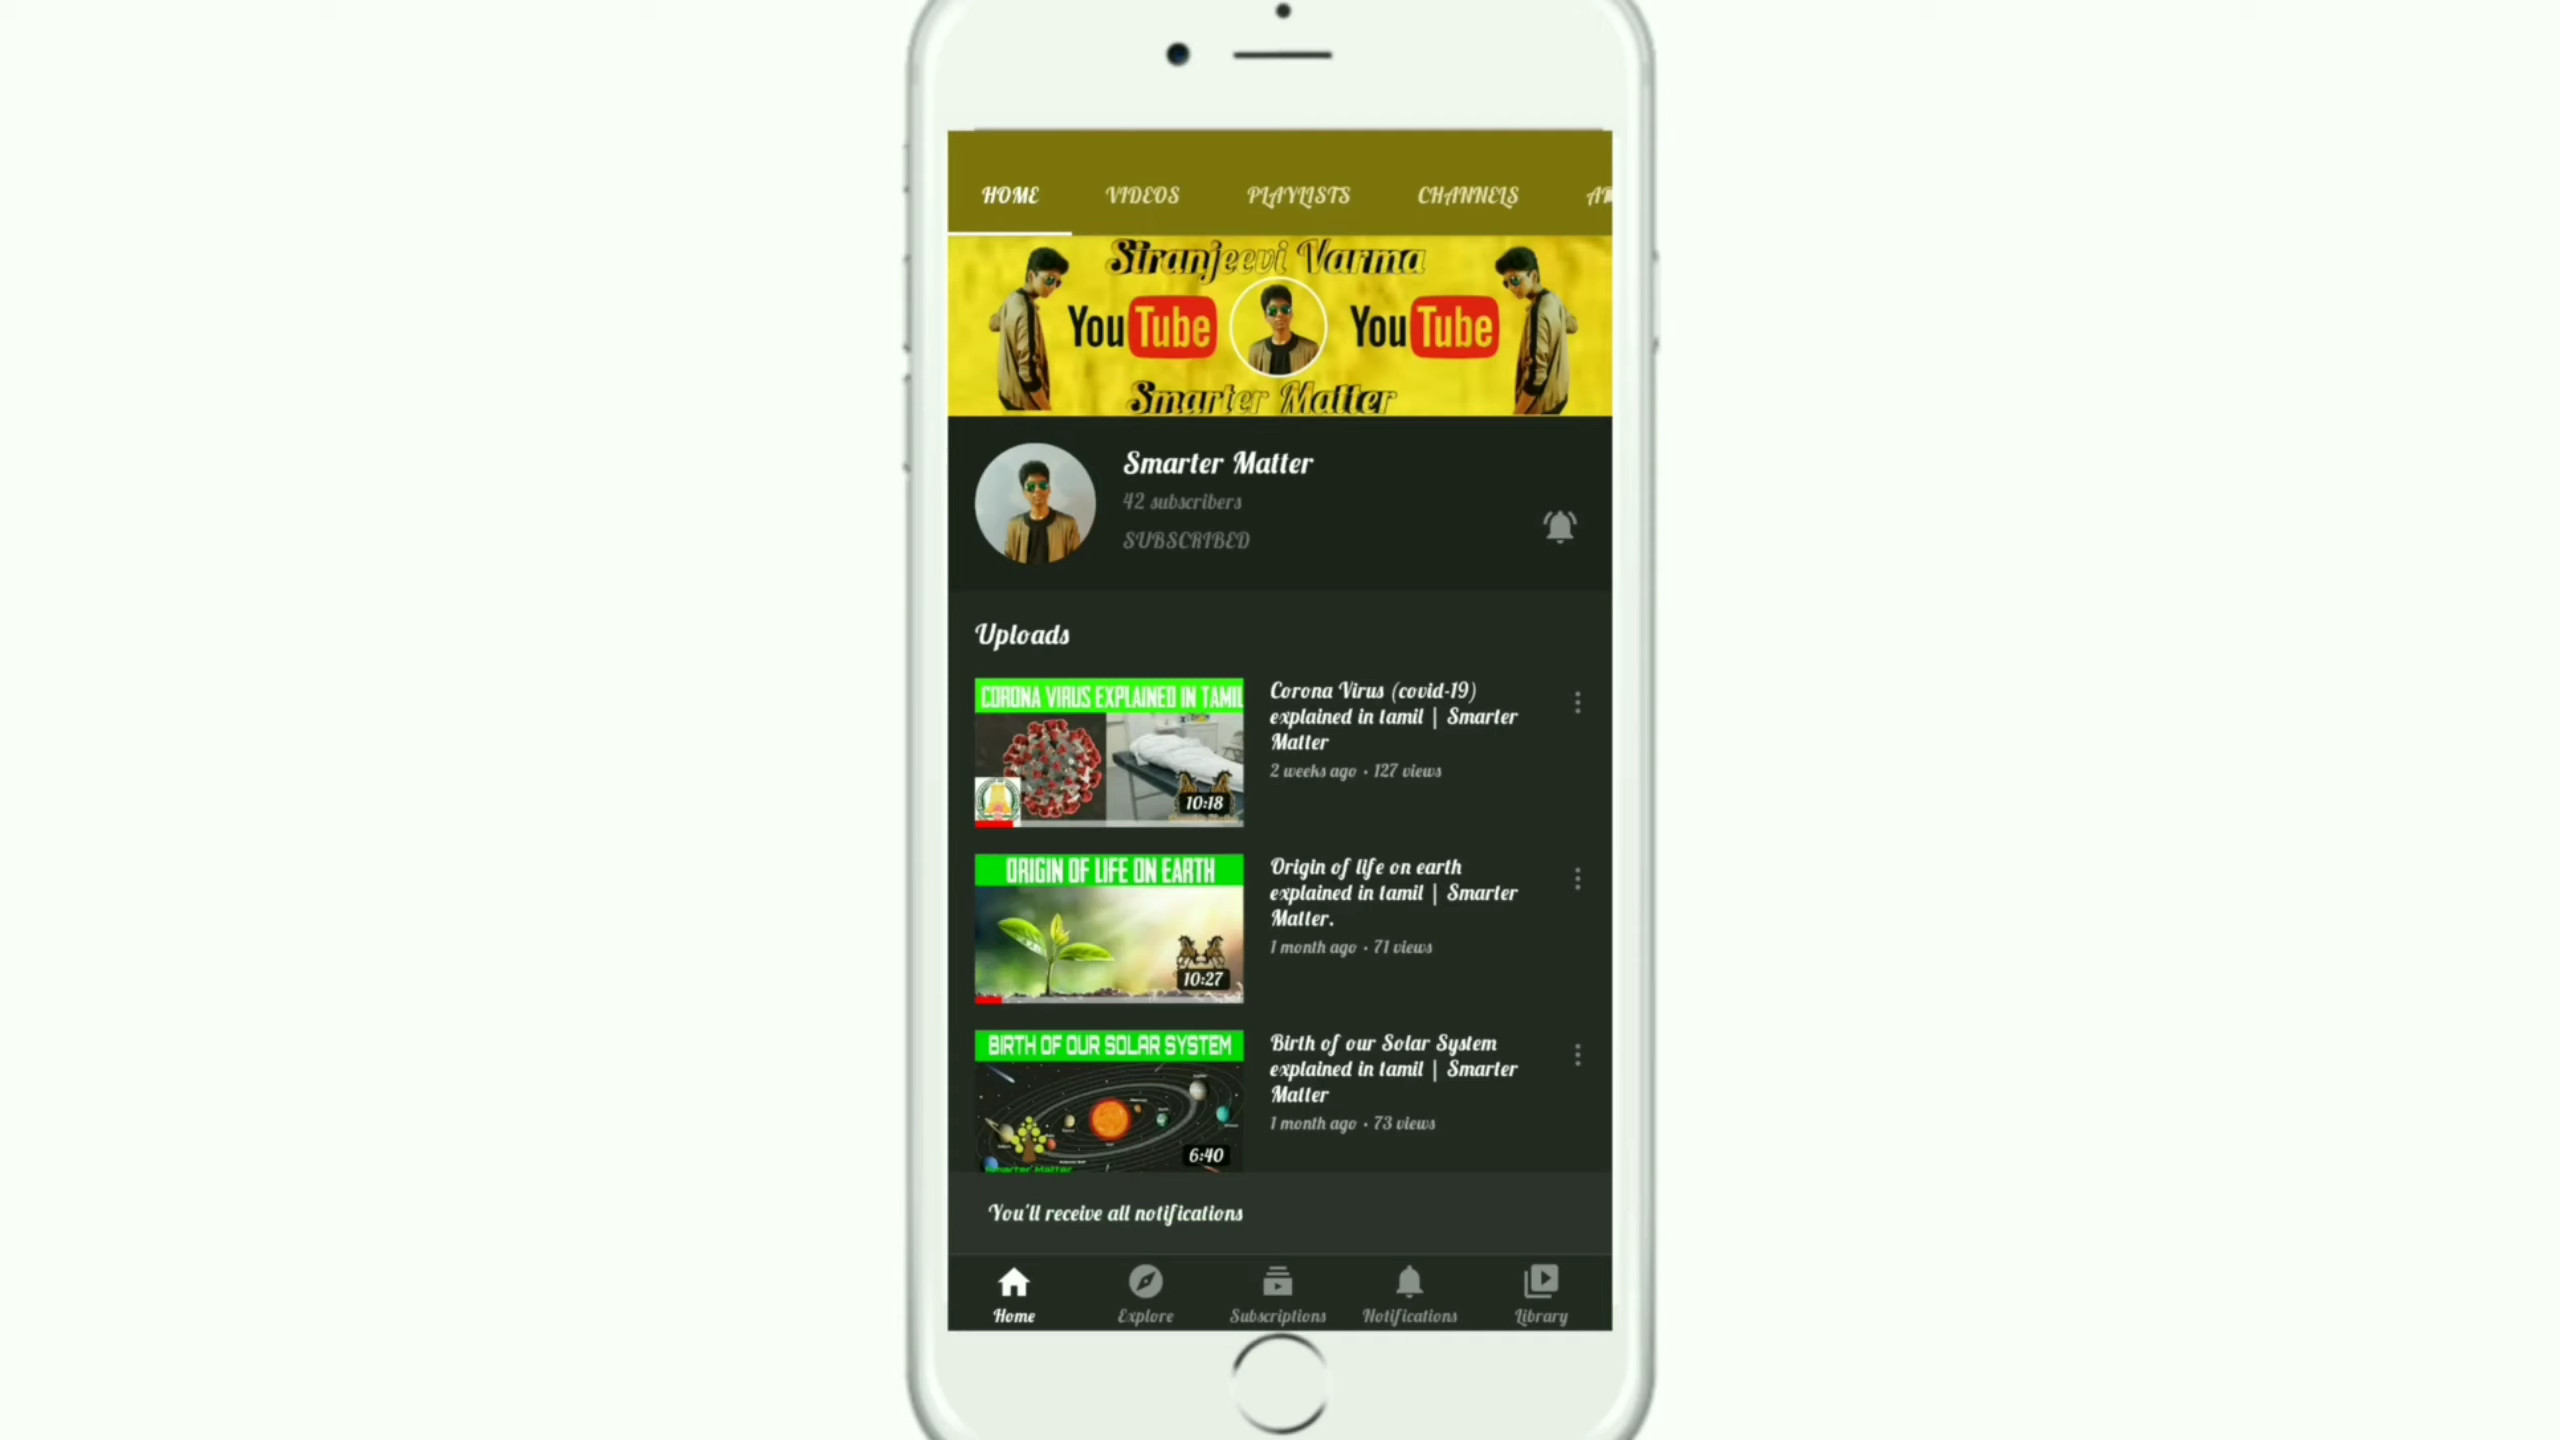 HOME VIDEOS PLAYLISTS CHANNELS
Siranjeevi Varma
YouTube YouTube
Smarter Matter
Smarter Matter
42 subscribers
SUBSCRIBED
Uploads
CORONA VIRUS EXPLAINED IN TAMIL
Corona Virus (covid-19)
explained in tamil | Smarter
Matter
2 weeks ago • 127 views
10:18
ORIGIN OF LIFE ON EARTH
Origin of life on earth
explained in tamil | Smarter
Matter.
1 month ago • 71 views
10:27
BIRTH OF OUR SOLAR SYSTEM
Birth of our Solar System
explained in tamil | Smarter
Matter
1 month ago • 73 views
6:40
Smarter Matter
You'll receive all notifications
Home Explore Subscriptions Notifications Library